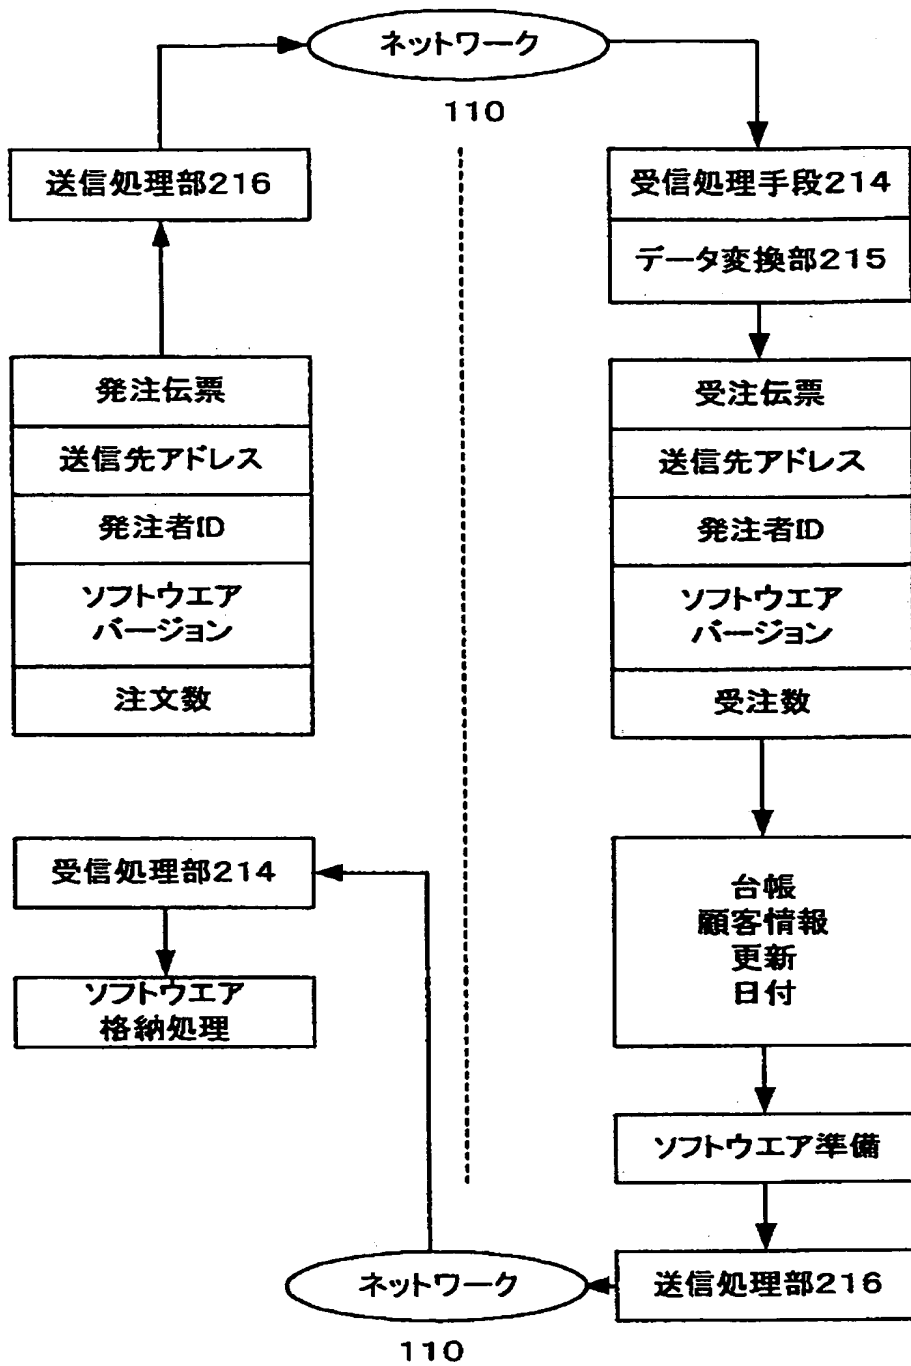 ネットワーク
110
送信処理部216
発注伝票
送信先アドレス
発注者ID
ソフトウエア
バージョン
注文数
受信処理部214
ソフトウエア
格納処理
受信処理手段214
データ変換部215
受注伝票
送信先アドレス
発注者ID
ソフトウエア
バージョン
受注数
台帳
顧客情報
更新
日付
ソフトウエア準備
送信処理部216
ネットワーク
110